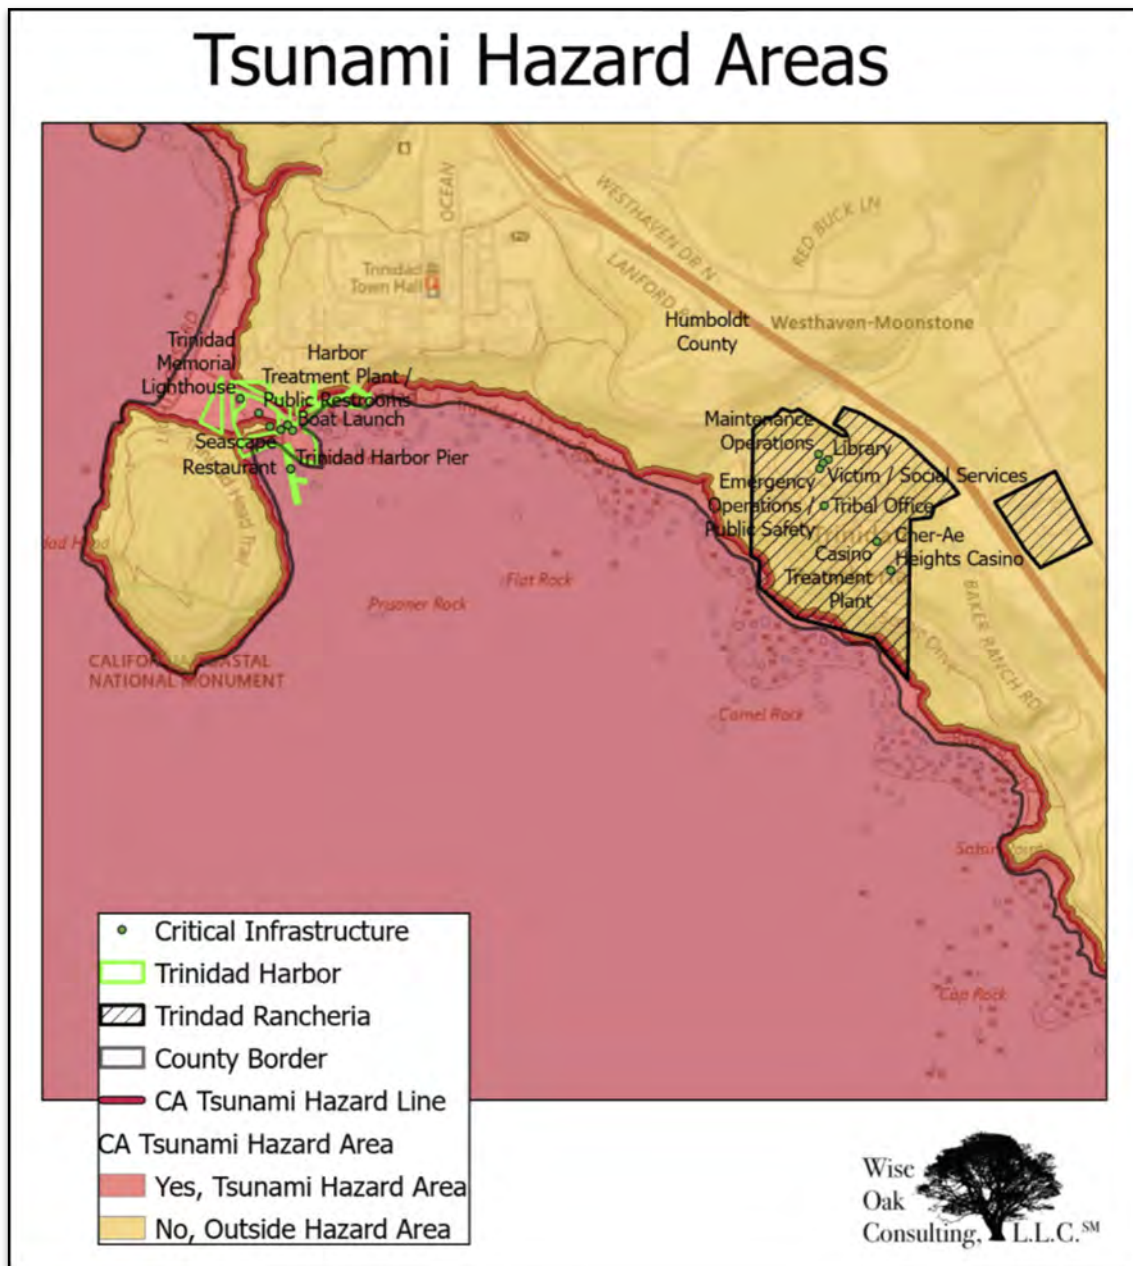 Tsunami Hazard Areas
OCEAN
WESTHAVEN DR N
RED BUCK LN
LANFORD
Trinidad
Town Hall
Humboldt
County
Westhaven-Moonstone
Trinidad
Memorial
Lighthouse
Harbor
Treatment Plant /
Public Restrooms
Boat Launch
Seascape
Restaurant
Trinidad Harbor Pier
Maintenance
Operations
Library
Victim / Social Services
Emergency
Operations /
Public Safety
Tribal Office
Cher-Ae
Heights Casino
Casino
Treatment
Plant
BAKER RANCH RD
Flat Rock
Prisoner Rock
CALIFORNIA COASTAL
NATIONAL MONUMENT
Camel Rock
Cap Rock
Critical Infrastructure
Trinidad Harbor
Trindad Rancheria
County Border
CA Tsunami Hazard Line
CA Tsunami Hazard Area
Yes, Tsunami Hazard Area
No, Outside Hazard Area
Wise
Oak
Consulting, L.L.C.℠